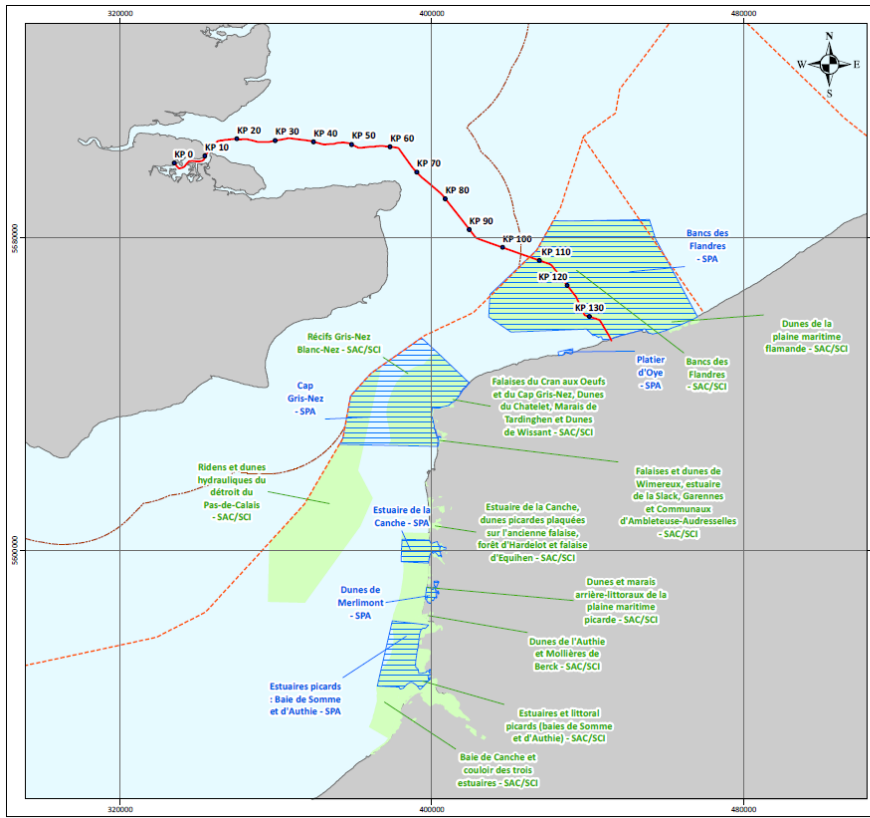 320000
400000
480000
N
W
E
S
KP 0
KP 10
KP 20
KP 30
KP 40
KP 50
KP 60
KP 70
KP 80
KP 90
KP 100
KP 110
KP 120
KP 130
5680000
5680000
Bancs des
Flandres
- SPA
Dunes de la
plaine maritime
flamande - SAC/SCI
Récifs Gris-Nez
Blanc-Nez - SAC/SCI
Platier
d'Oye
- SPA
Bancs des
Flandres
- SAC/SCI
Cap
Gris-Nez
- SPA
Falaises du Cran aux Oeufs
et du Cap Gris-Nez, Dunes
du Chatelet, Marais de
Tardinghen et Dunes
de Wissant - SAC/SCI
Ridens et dunes
hydrauliques du
détroit du
Pas-de-Calais
- SAC/SCI
Falaises et dunes de
Wimereux, estuaire
de la Slack, Garennes
et Communaux
d'Ambleteuse-Audresselles
- SAC/SCI
Estuaire de la
Canche - SPA
Estuaire de la Canche,
dunes picardes plaquées
sur l'ancienne falaise,
forêt d'Hardelot et falaise
d'Equihen - SAC/SCI
5600000
5600000
Dunes de
Merlimont
- SPA
Dunes et marais
arrière-littoraux de la
plaine maritime
picarde - SAC/SCI
Dunes de l'Authie
et Mollières de
Berck - SAC/SCI
Estuaires picards
: Baie de Somme
et d'Authie - SPA
Estuaires et littoral
picards (baies de Somme
et d'Authie) - SAC/SCI
Baie de Canche et
couloir des trois
estuaires - SAC/SCI
320000
400000
480000